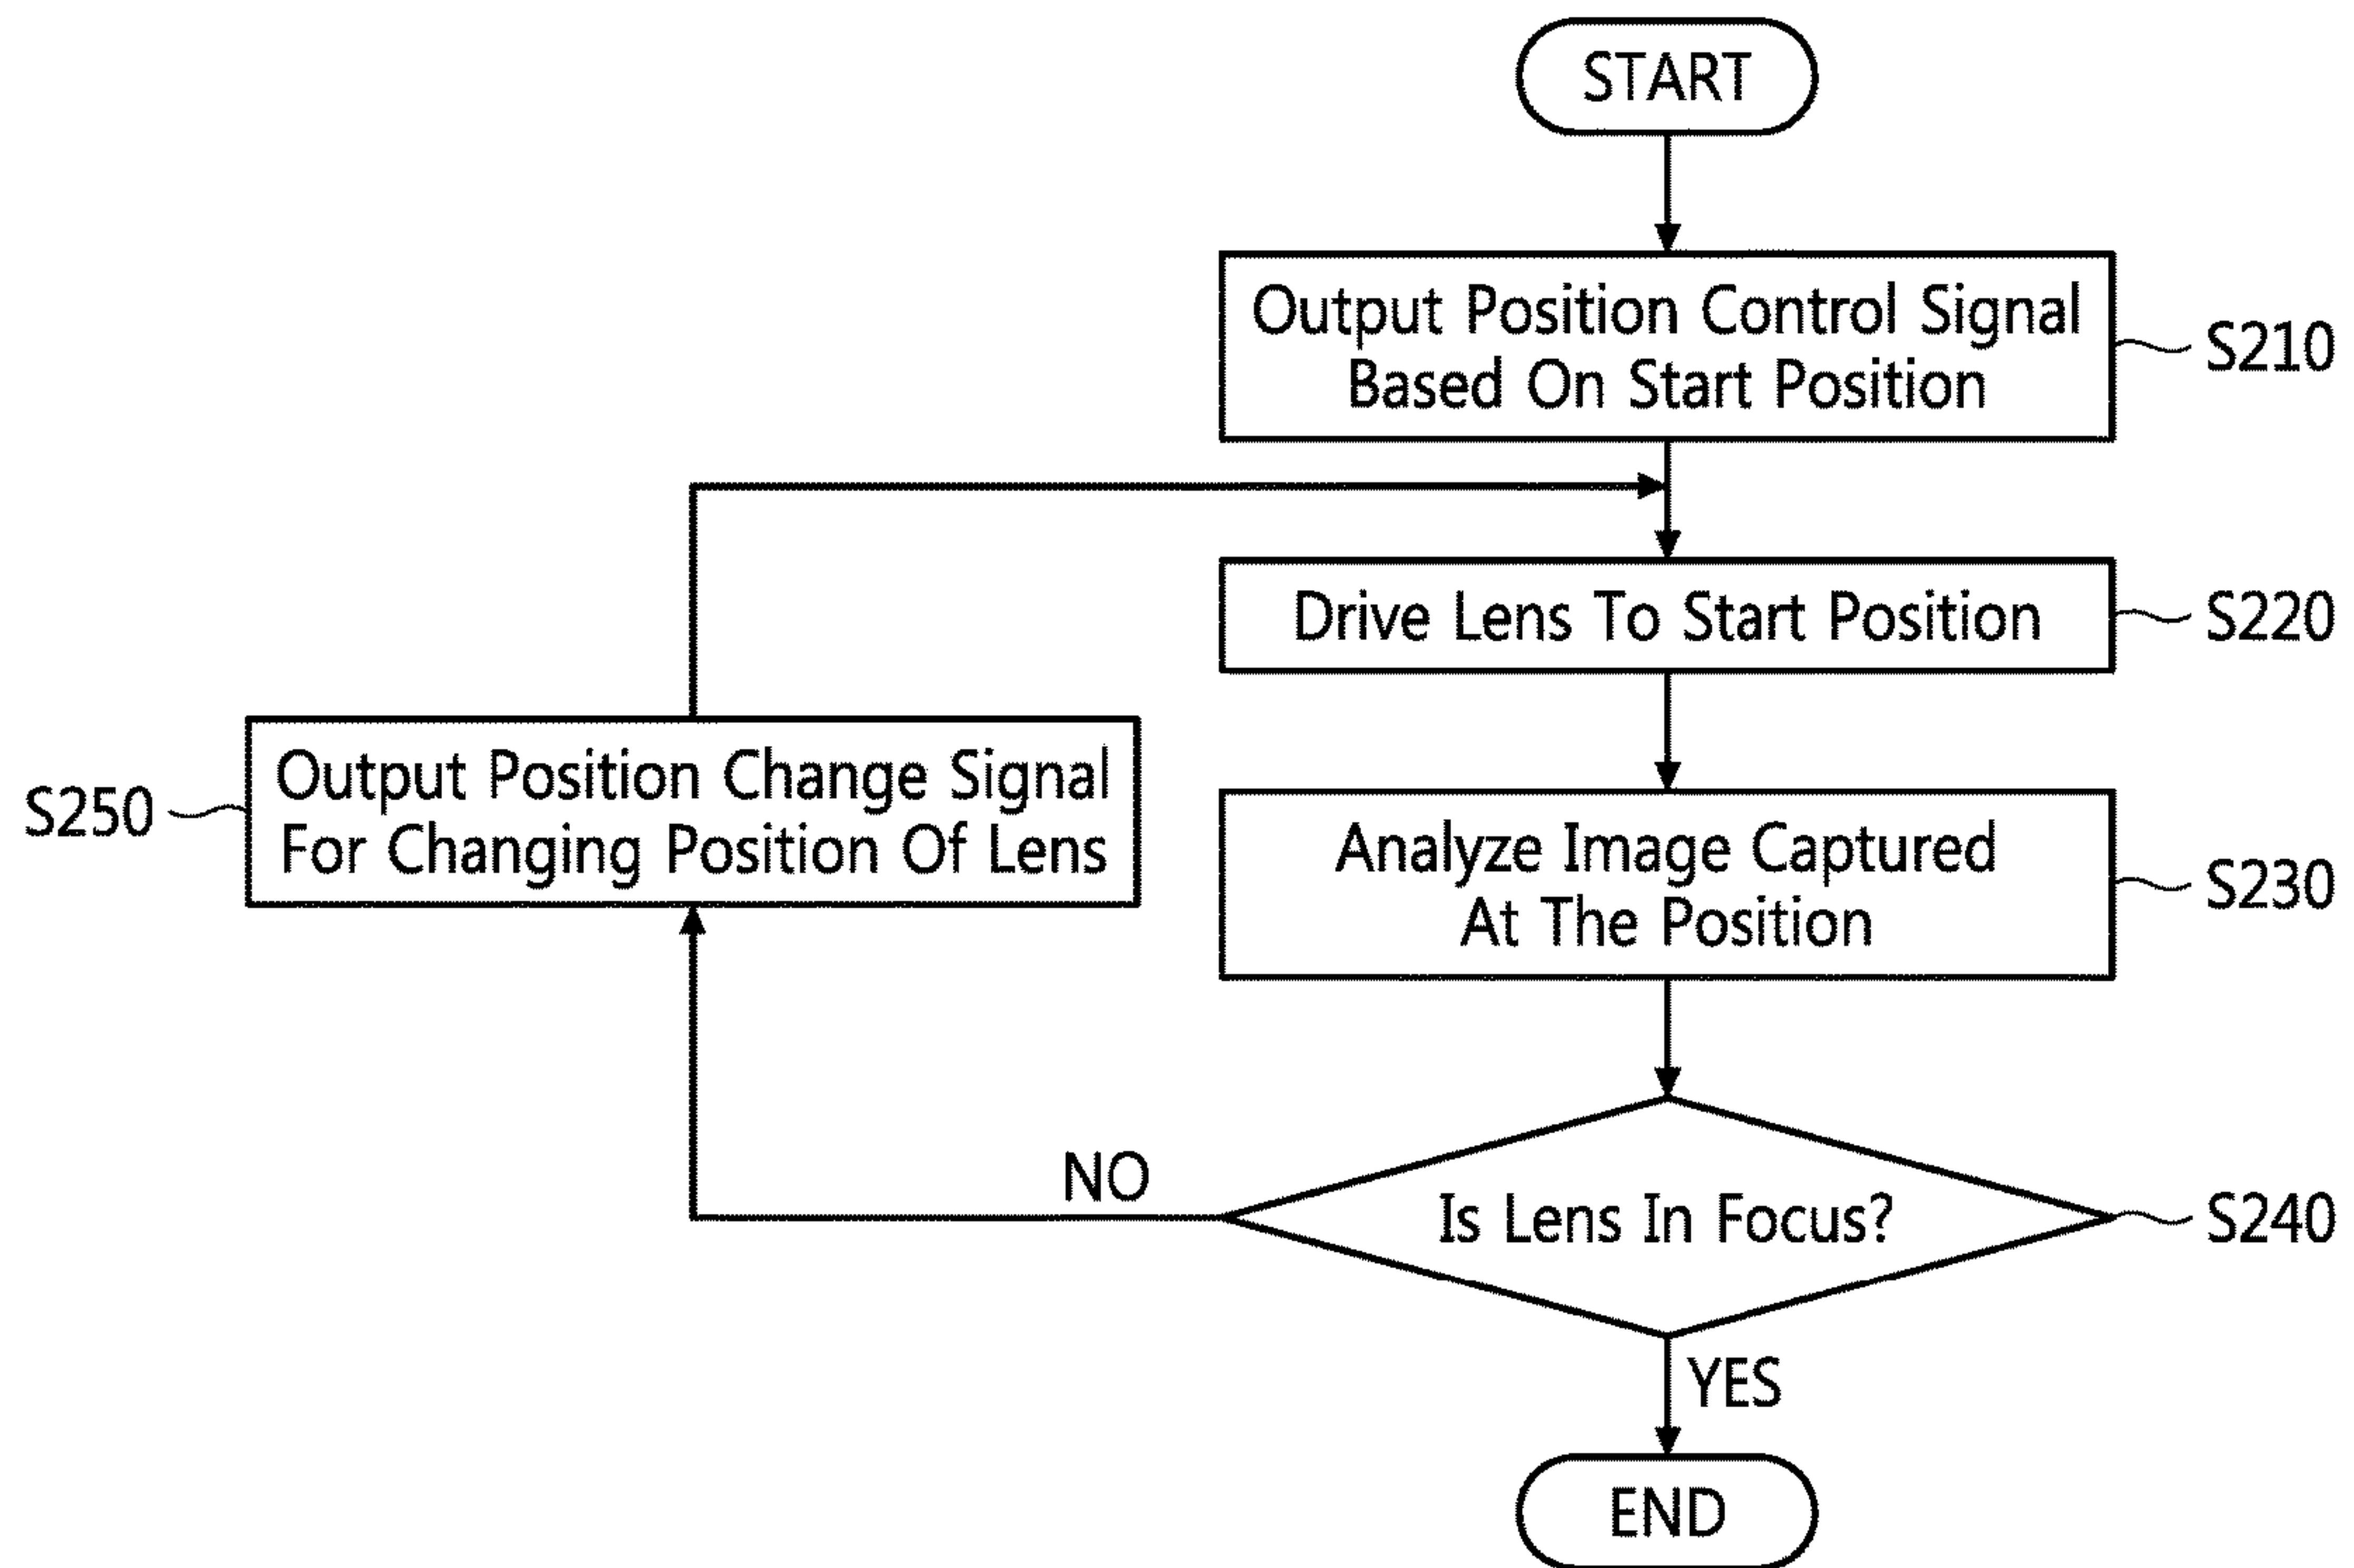 START
Output Position Control Signal
Based On Start Position
S210
Drive Lens To Start Position
S220
Output Position Change Signal
For Changing Position Of Lens
S250
Analyze Image Captured
At The Position
S230
NO
Is Lens In Focus?
S240
YES
END